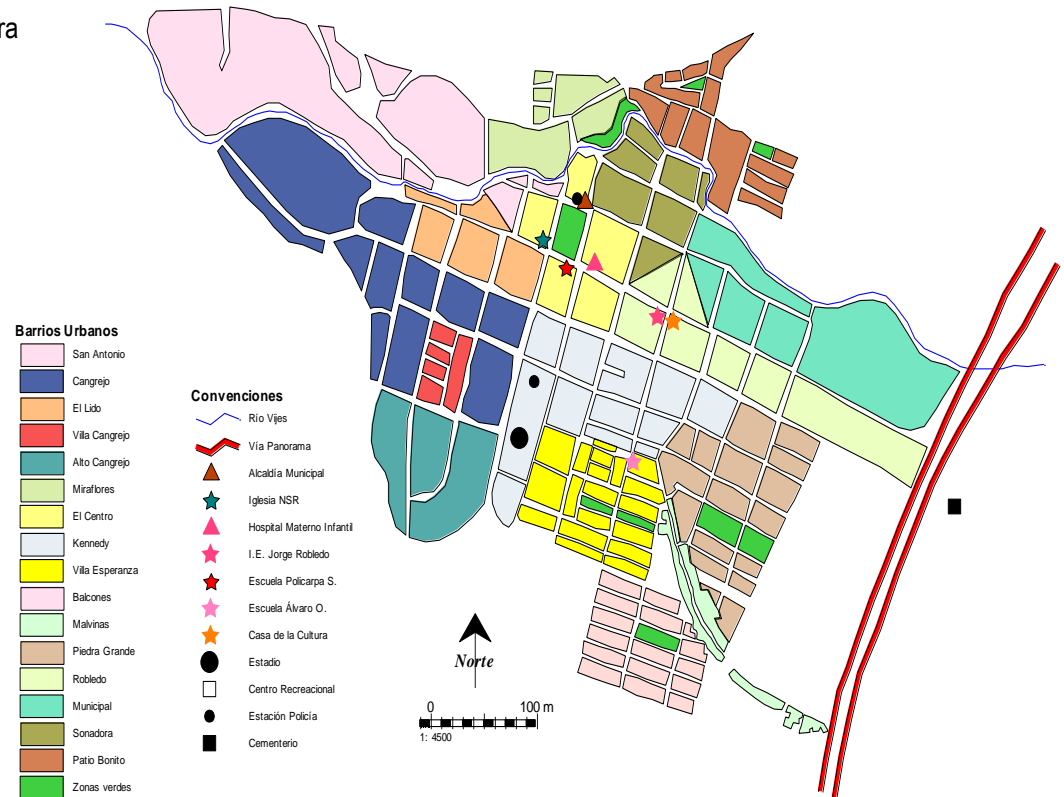 ra
Barrios Urbanos
San Antonio
Cangrejo
El Lido
Villa Cangrejo
Alto Cangrejo
Miraflores
El Centro
Kennedy
Villa Esperanza
Balcones
Malvinas
Piedra Grande
Robledo
Municipal
Sonadora
Patio Bonito
Zonas verdes
Convenciones
Río Vijes
Vía Panorama
Alcaldía Municipal
Iglesia NSR
Hospital Materno Infantil
I.E. Jorge Robledo
Escuela Policarpa S.
Escuela Álvaro O.
Casa de la Cultura
Estadio
Centro Recreacional
Estación Policía
Cementerio
Norte
0 100 m
1: 4500